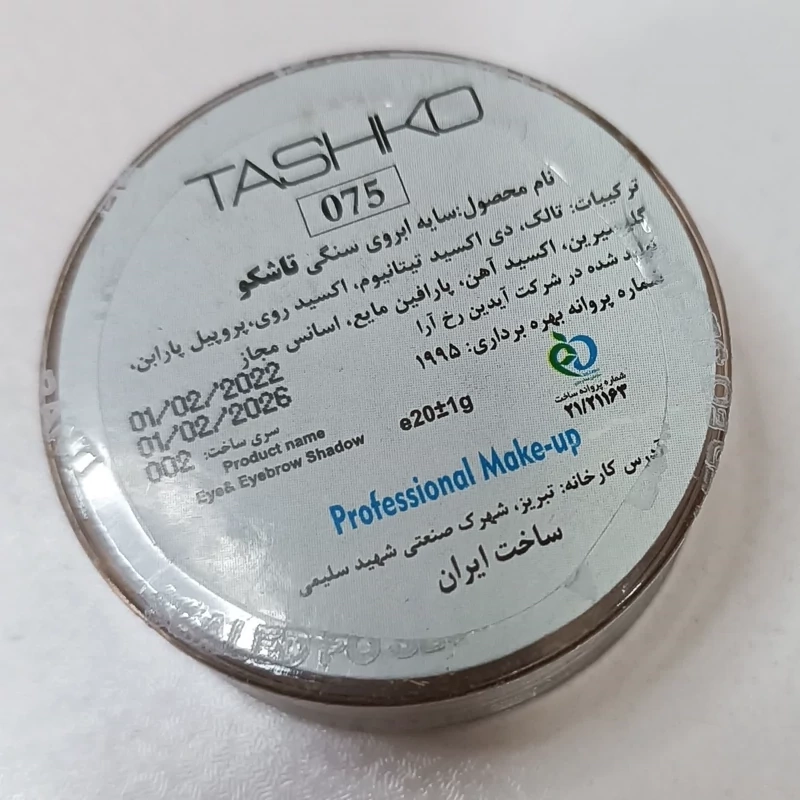 TASHKO
075
نام محصول:سایه ابروی سنگی تاشکو
ترکیبات: تالک، دی اکسید تیتانیوم، اکسید روی،پروپیل پارابن،
اکسید آهن، پارافین مایع، اسانس مجاز
شده در شرکت آیدین رخ آرا
شماره پروانه بهره برداری: ۱۹۹۵
01/02/2022
01/02/2026
سری ساخت: 002
Product name
Eye& Eyebrow Shadow
e20±1g
شماره پروانه ساخت
۲۱/۲۱۱۶۳
Professional Make-up
آدرس کارخانه: تبریز، شهرک صنعتی شهید سلیمی
ساخت ایران